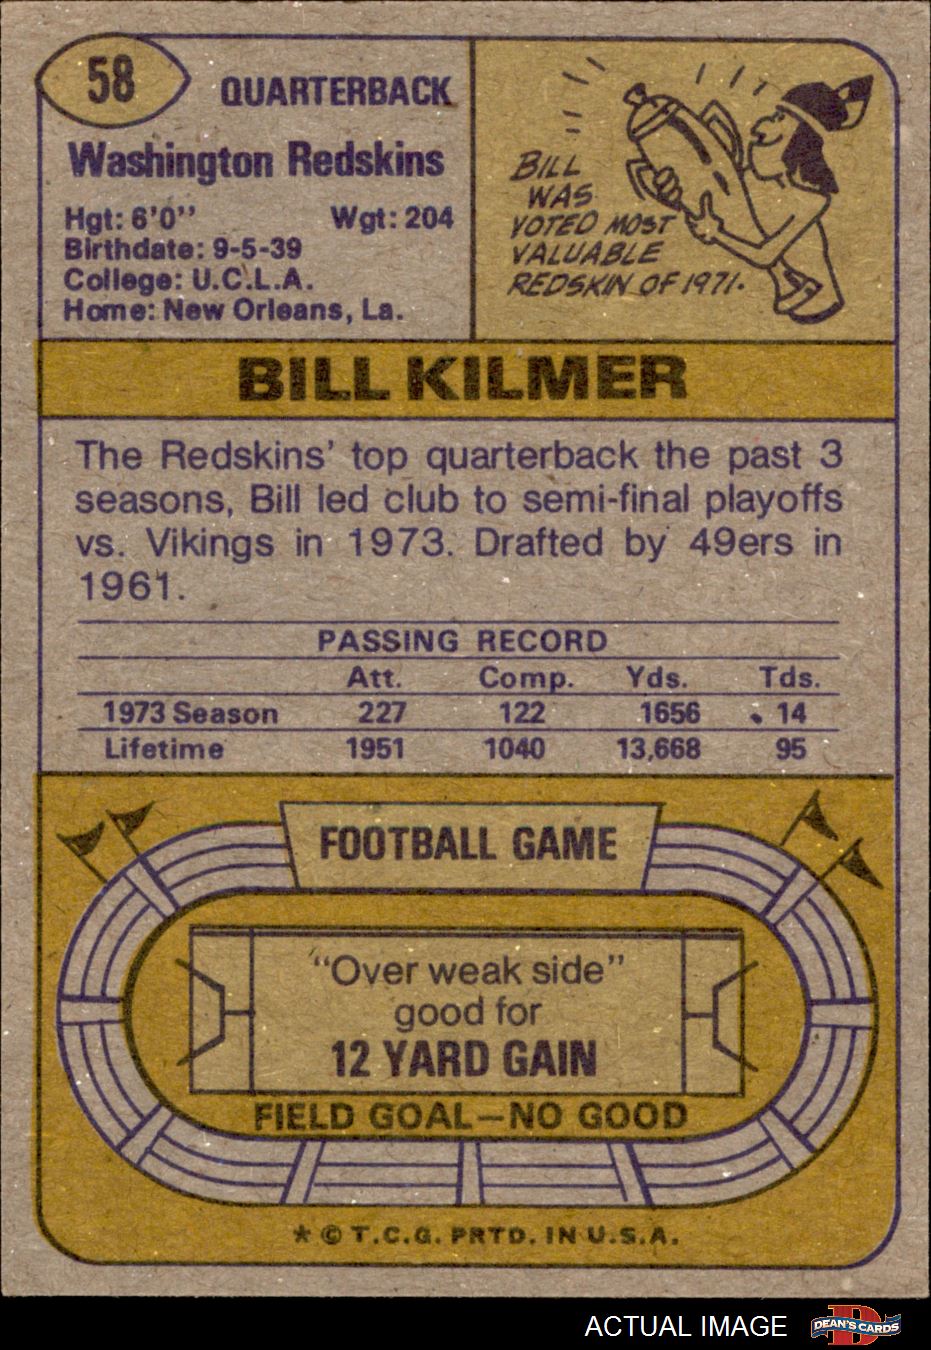 58
QUARTERBACK
Washington Redskins
Hgt: 6'0" Wgt: 204
Birthdate: 9-5-39
College: U.C.L.A.
Home: New Orleans, La.
BILL
WAS
VOTED MOST
VALUABLE
REDSKIN OF 1971.
BILL KILMER
The Redskins' top quarterback the past 3
seasons, Bill led club to semi-final playoffs
vs. Vikings in 1973. Drafted by 49ers in
1961.
PASSING RECORD
Att. Comp. Yds. Tds.
1973 Season 227 122 1656 14
Lifetime 1951 1040 13,668 95
FOOTBALL GAME
"Over weak side"
good for
12 YARD GAIN
FIELD GOAL—NO GOOD
* © T.C.G. PRTD. IN U.S.A.
ACTUAL IMAGE
DEAN'S CARDS